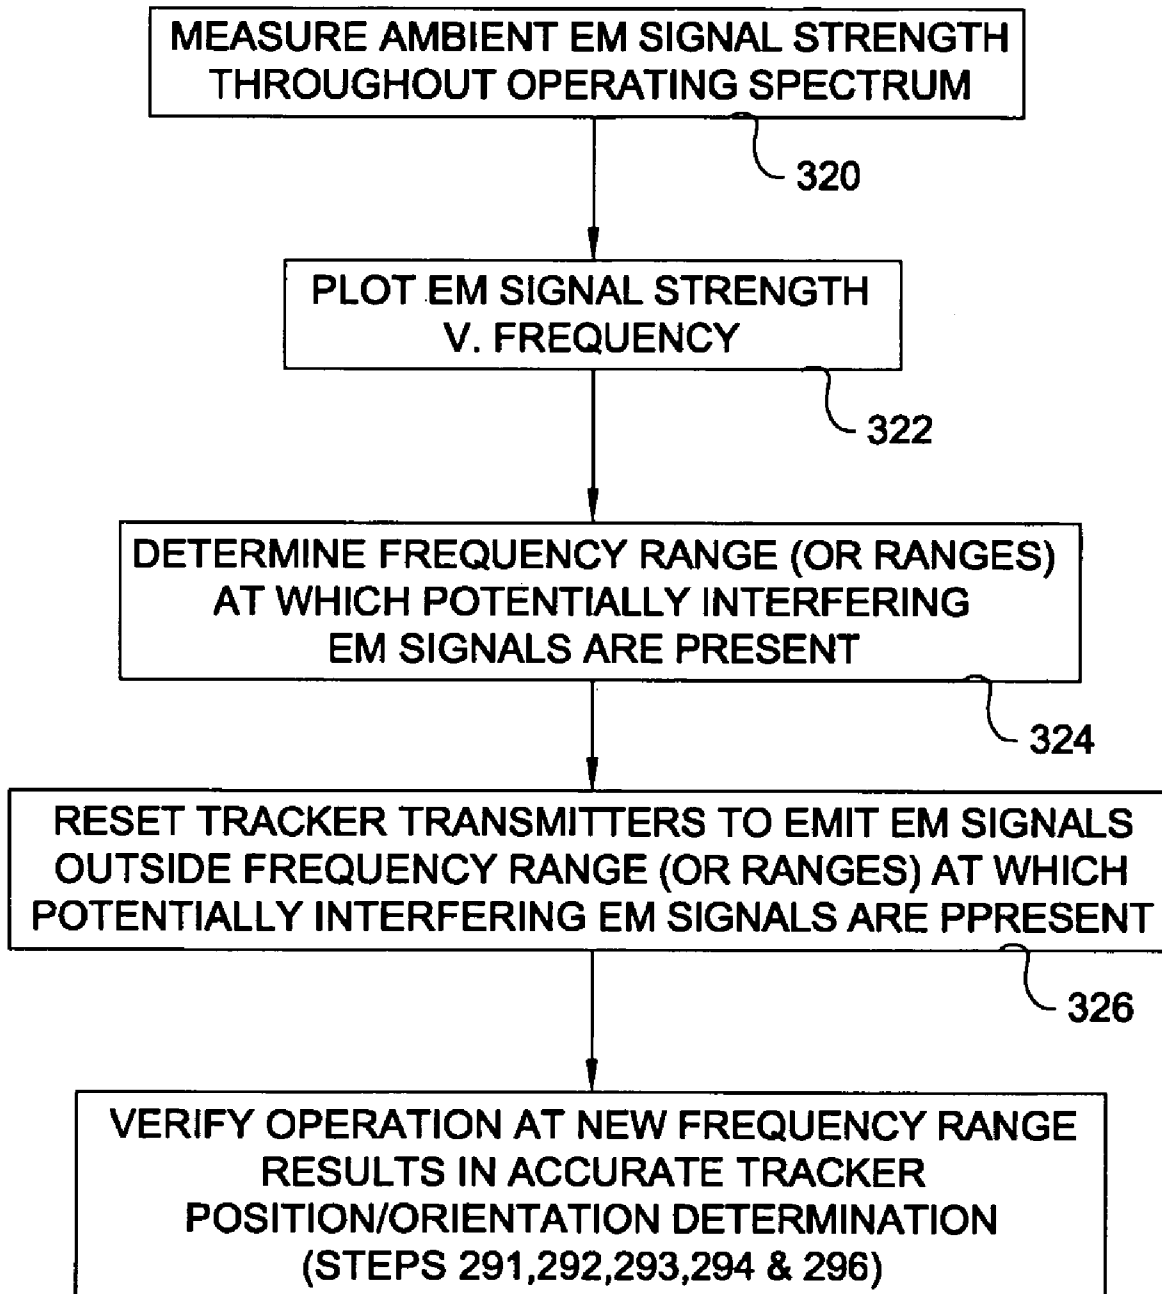 MEASURE AMBIENT EM SIGNAL STRENGTH
THROUGHOUT OPERATING SPECTRUM
320
PLOT EM SIGNAL STRENGTH
V. FREQUENCY
322
DETERMINE FREQUENCY RANGE (OR RANGES)
AT WHICH POTENTIALLY INTERFERING
EM SIGNALS ARE PRESENT
324
RESET TRACKER TRANSMITTERS TO EMIT EM SIGNALS
OUTSIDE FREQUENCY RANGE (OR RANGES) AT WHICH
POTENTIALLY INTERFERING EM SIGNALS ARE PPRESENT
326
VERIFY OPERATION AT NEW FREQUENCY RANGE
RESULTS IN ACCURATE TRACKER
POSITION/ORIENTATION DETERMINATION
(STEPS 291,292,293,294 & 296)